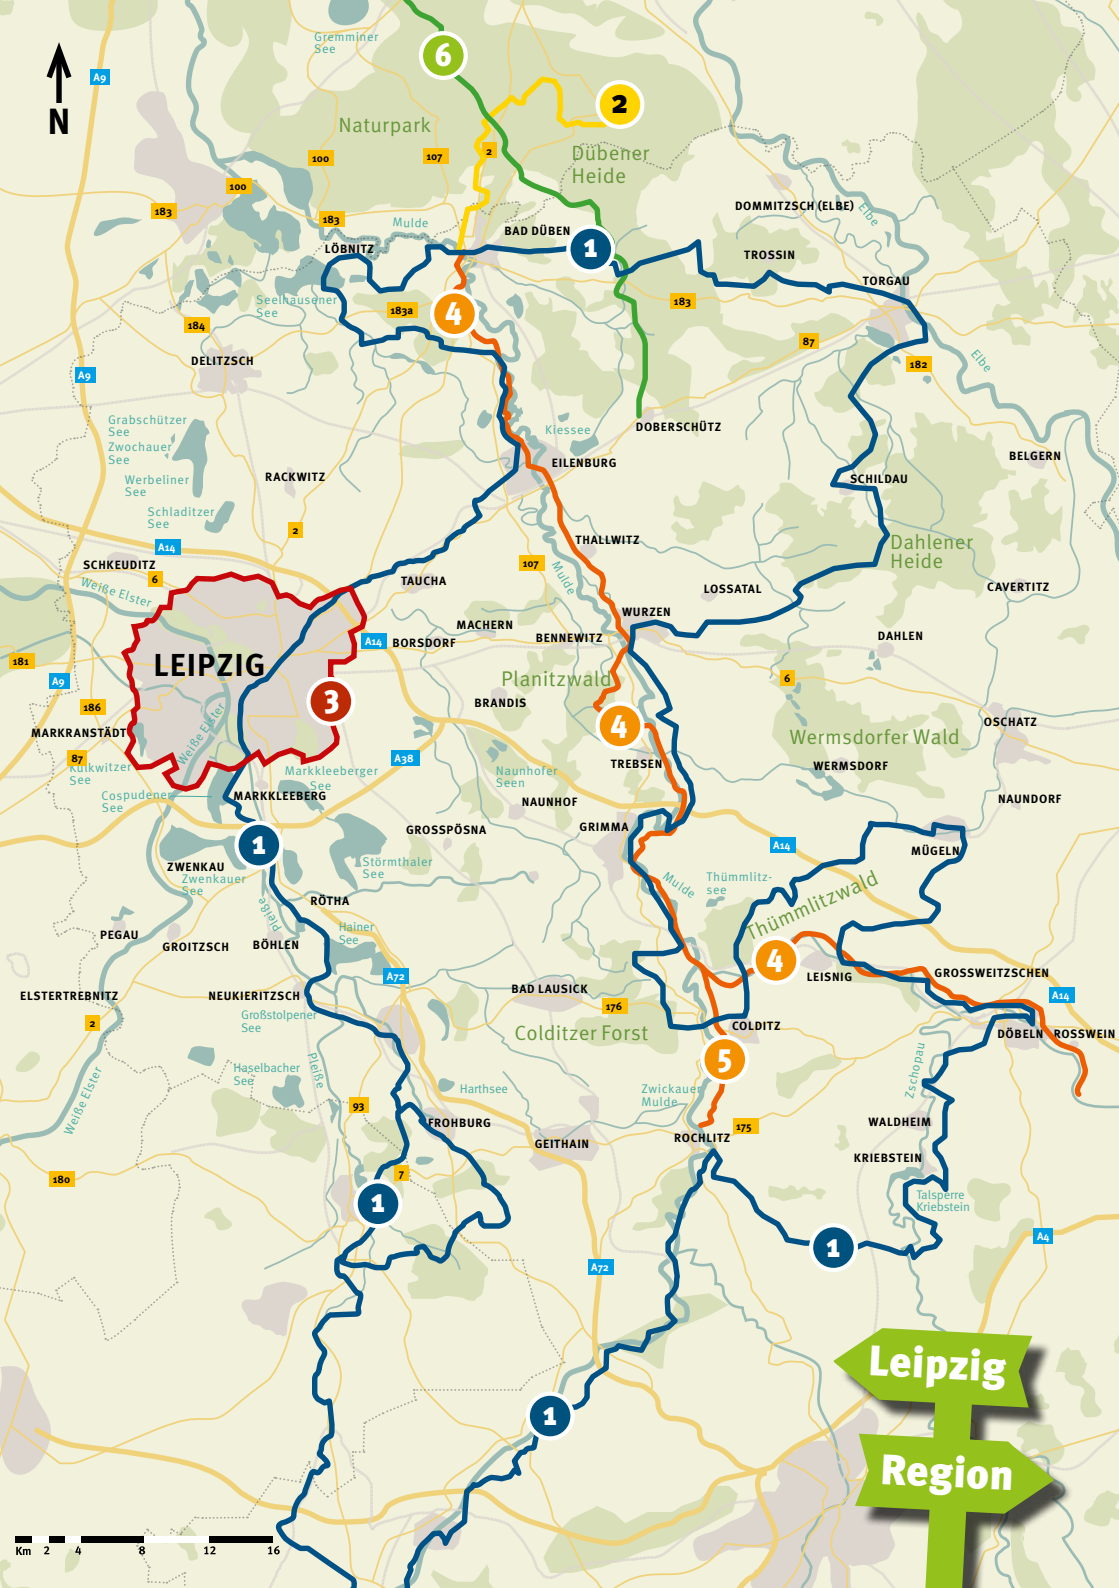 Gremminer
See
6
A9
N
2
Naturpark
100
107
2
Dübener
Heide
100
183
183
Mulde
DOMMITZSCH (ELBE)
Elbe
BAD DÜBEN
1
LÖBNITZ
TROSSIN
TORGAU
Seelhausener
See
183a
4
183
184
87
DELITZSCH
182
Elbe
A9
Grabschützer
See
Zwochauer
See
Kiessee
DOBERSCHÜTZ
EILENBURG
BELGERN
Werbeliner
See
RACKWITZ
SCHILDAU
Schladitzer
See
2
A14
THALLWITZ
Dahlener
Heide
SCHKEUDITZ
6
107
Mulde
TAUCHA
Weiße Elster
LOSSATAL
CAVERTITZ
WURZEN
MACHERN
BENNEWITZ
A14
BORSDORF
DAHLEN
181
LEIPZIG
A9
Planitzwald
6
186
3
BRANDIS
4
OSCHATZ
MARKRANSTÄDT
Weiße Elster
Wermsdorfer Wald
87
Kulkwitzer
See
A38
TREBSEN
WERMSDORF
Markkleeberger
See
Naunhofer
Seen
Cospudener
See
MARKKLEEBERG
NAUNHOF
NAUNDORF
GROSSPÖSNA
GRIMMA
1
A14
MÜGELN
ZWENKAU
Zwenkauer
See
Störmthaler
See
Mulde
Thümmlitz-
see
Thümmlitzwald
RÖTHA
Pleiße
PEGAU
GROITZSCH
BÖHLEN
Hainer
See
4
LEISNIG
GROSSWEITZSCHEN
A72
ELSTERTREBNITZ
NEUKIERITZSCH
BAD LAUSICK
A14
2
Großstolpener
See
176
Colditzer Forst
COLDITZ
DÖBELN
ROSSWEIN
Haselbacher
See
Pleiße
5
Zschopau
Weiße Elster
Harthsee
Zwickauer
Mulde
93
FROHBURG
GEITHAIN
175
WALDHEIM
ROCHLITZ
KRIEBSTEIN
180
7
1
Talsperre
Kriebstein
1
A4
A72
Leipzig
1
Region
Km 2 4 8 12 16